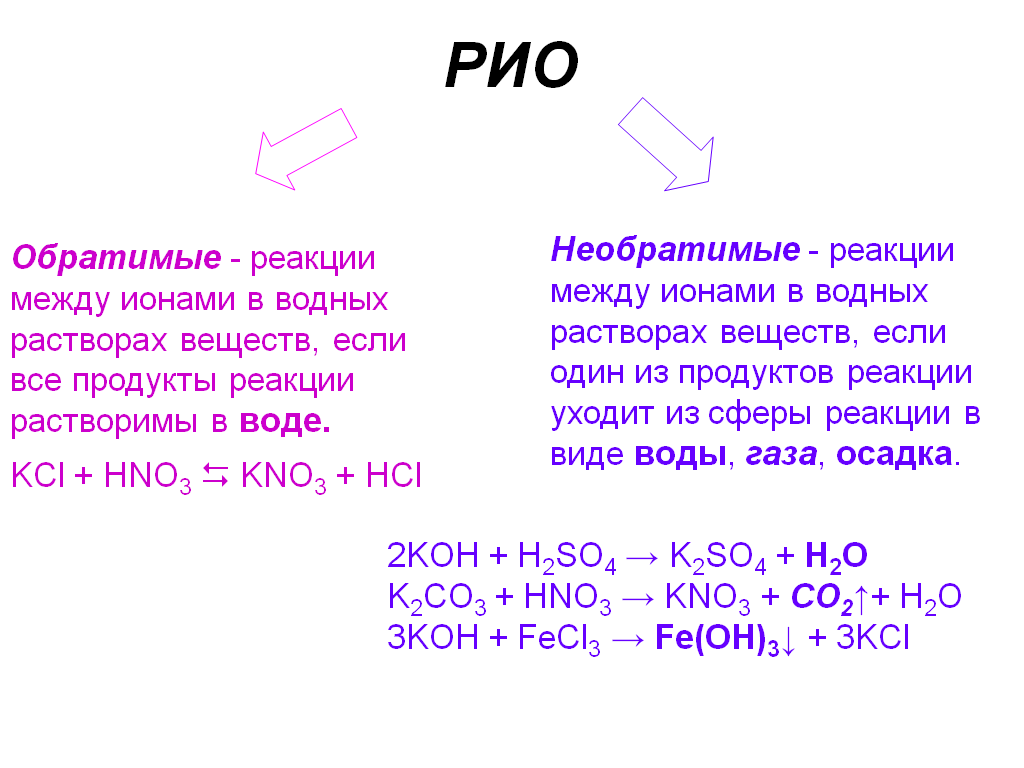 РИО
Обратимые - реакции
между ионами в водных
растворах веществ, если
все продукты реакции
растворимы в воде.
KCl + HNO₃ ⮀ KNO₃ + HCl
Необратимые - реакции
между ионами в водных
растворах веществ, если
один из продуктов реакции
уходит из сферы реакции в
виде воды, газа, осадка.
2KOH + H₂SO₄ → K₂SO₄ + H₂O
K₂CO₃ + HNO₃ → KNO₃ + CO₂↑+ H₂O
3KOH + FeCl₃ → Fe(OH)₃↓ + 3KCl